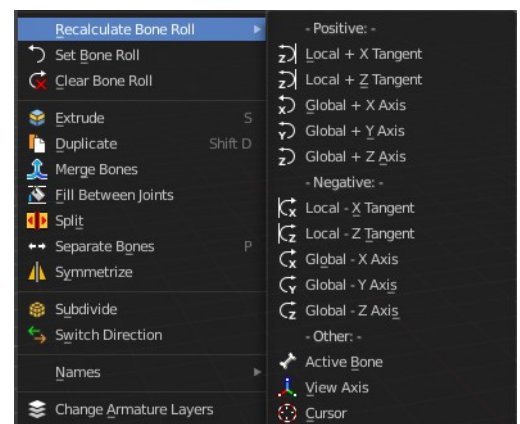 Recalculate Bone Roll
Set Bone Roll
Clear Bone Roll
Extrude S
Duplicate Shift D
Merge Bones
Fill Between Joints
Split
Separate Bones P
Symmetrize
Subdivide
Switch Direction
Names
Change Armature Layers
- Positive: -
Local + X Tangent
Local + Z Tangent
Global + X Axis
Global + Y Axis
Global + Z Axis
- Negative: -
Local - X Tangent
Local - Z Tangent
Global - X Axis
Global - Y Axis
Global - Z Axis
- Other: -
Active Bone
View Axis
Cursor